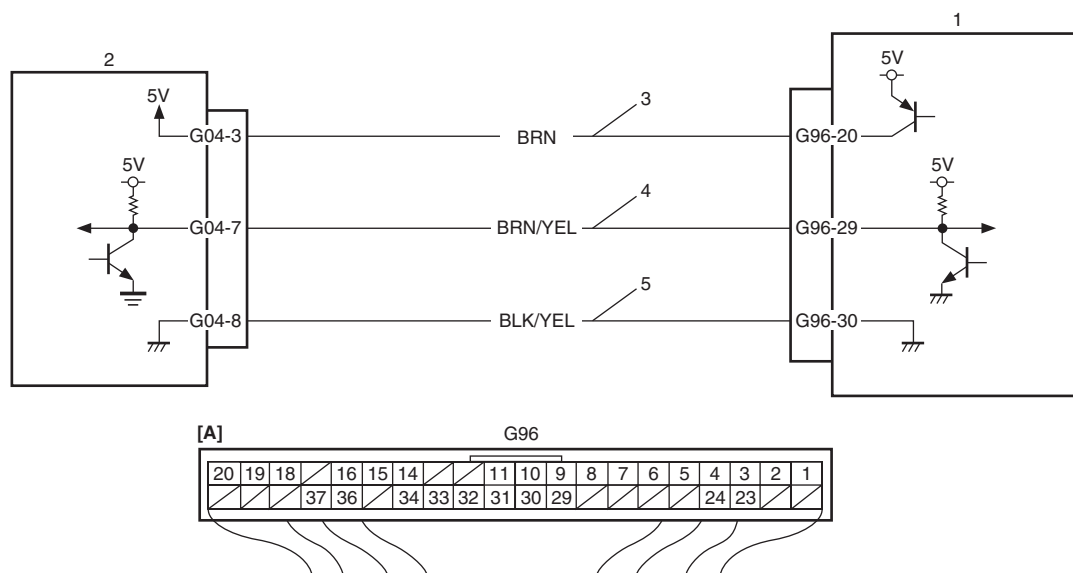 1
2
5V
5V
G04-3
BRN
3
G96-20
5V
5V
G04-7
BRN/YEL
4
G96-29
G04-8
BLK/YEL
5
G96-30
[A]
G96
20 19 18 16 15 14 11 10 9 8 7 6 5 4 3 2 1
37 36 34 33 32 31 30 29 24 23